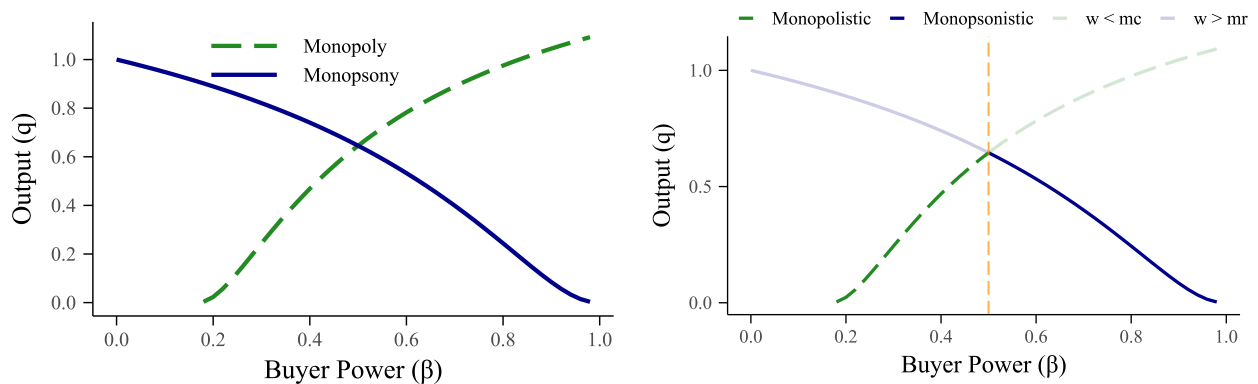 Monopoly
Monopsony
Output (q)
1.0
0.8
0.6
0.4
0.2
0.0
0.0 0.2 0.4 0.6 0.8 1.0
Buyer Power (β)
Monopolistic Monopsonistic w < mc w > mr
Output (q)
1.0
0.5
0.0
0.0 0.2 0.4 0.6 0.8 1.0
Buyer Power (β)